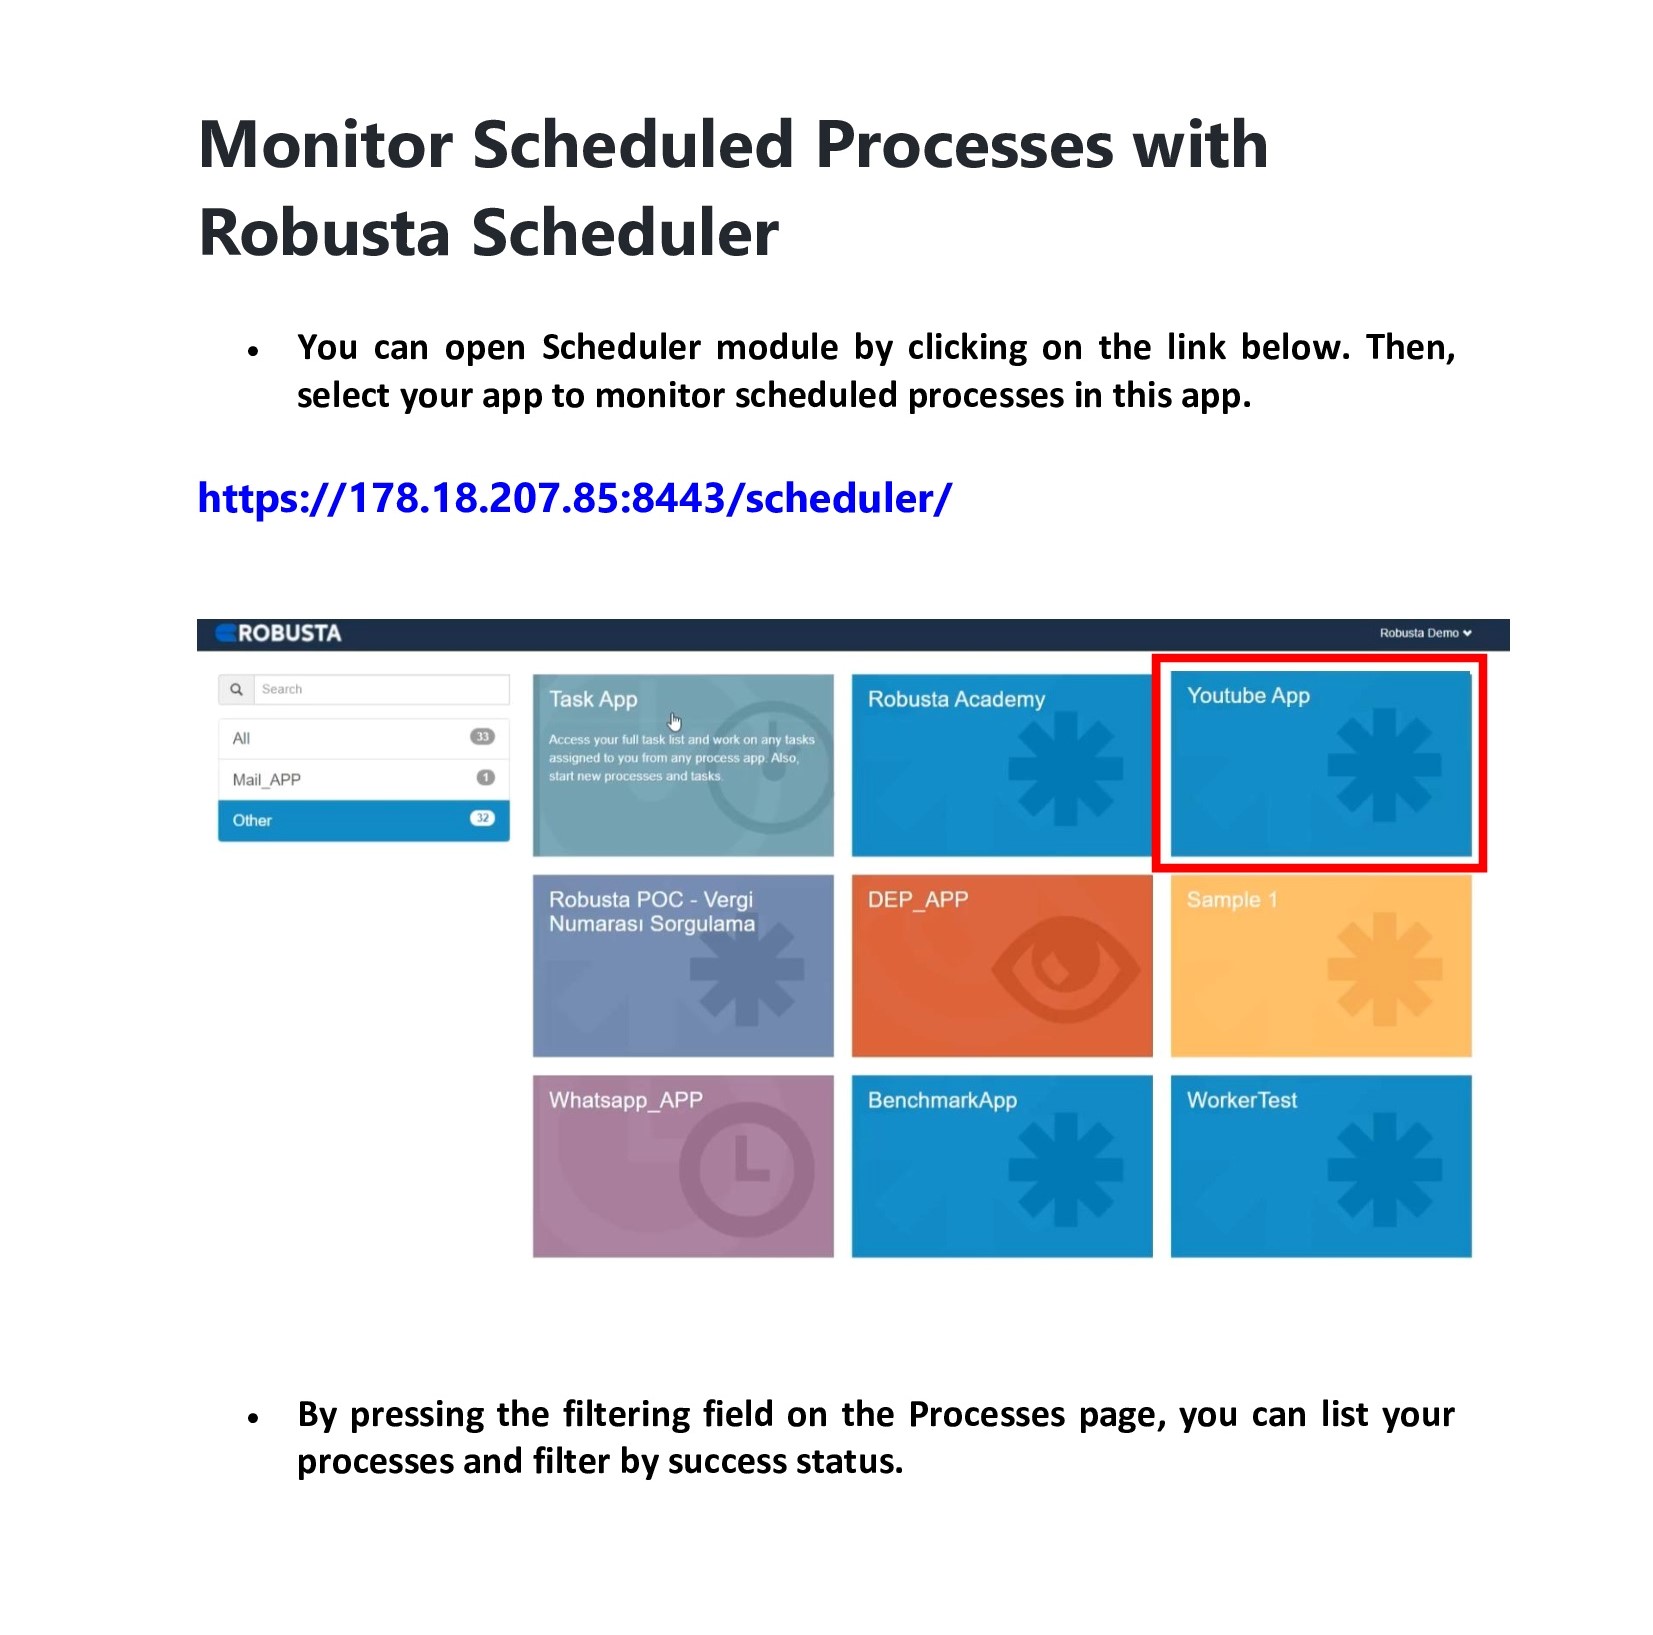 Monitor Scheduled Processes with
Robusta Scheduler
• You can open Scheduler module by clicking on the link below. Then,
select your app to monitor scheduled processes in this app.
https://178.18.207.85:8443/scheduler/
ROBUSTA
Robusta Demo
Search
All 33
Mail_APP 1
Other 32
Task App
Access your full task list and work on any tasks
assigned to you from any process app. Also,
start new processes and tasks.
Robusta Academy
Youtube App
Robusta POC - Vergi
Numarası Sorgulama
DEP_APP
Sample 1
Whatsapp_APP
BenchmarkApp
WorkerTest
• By pressing the filtering field on the Processes page, you can list your
processes and filter by success status.